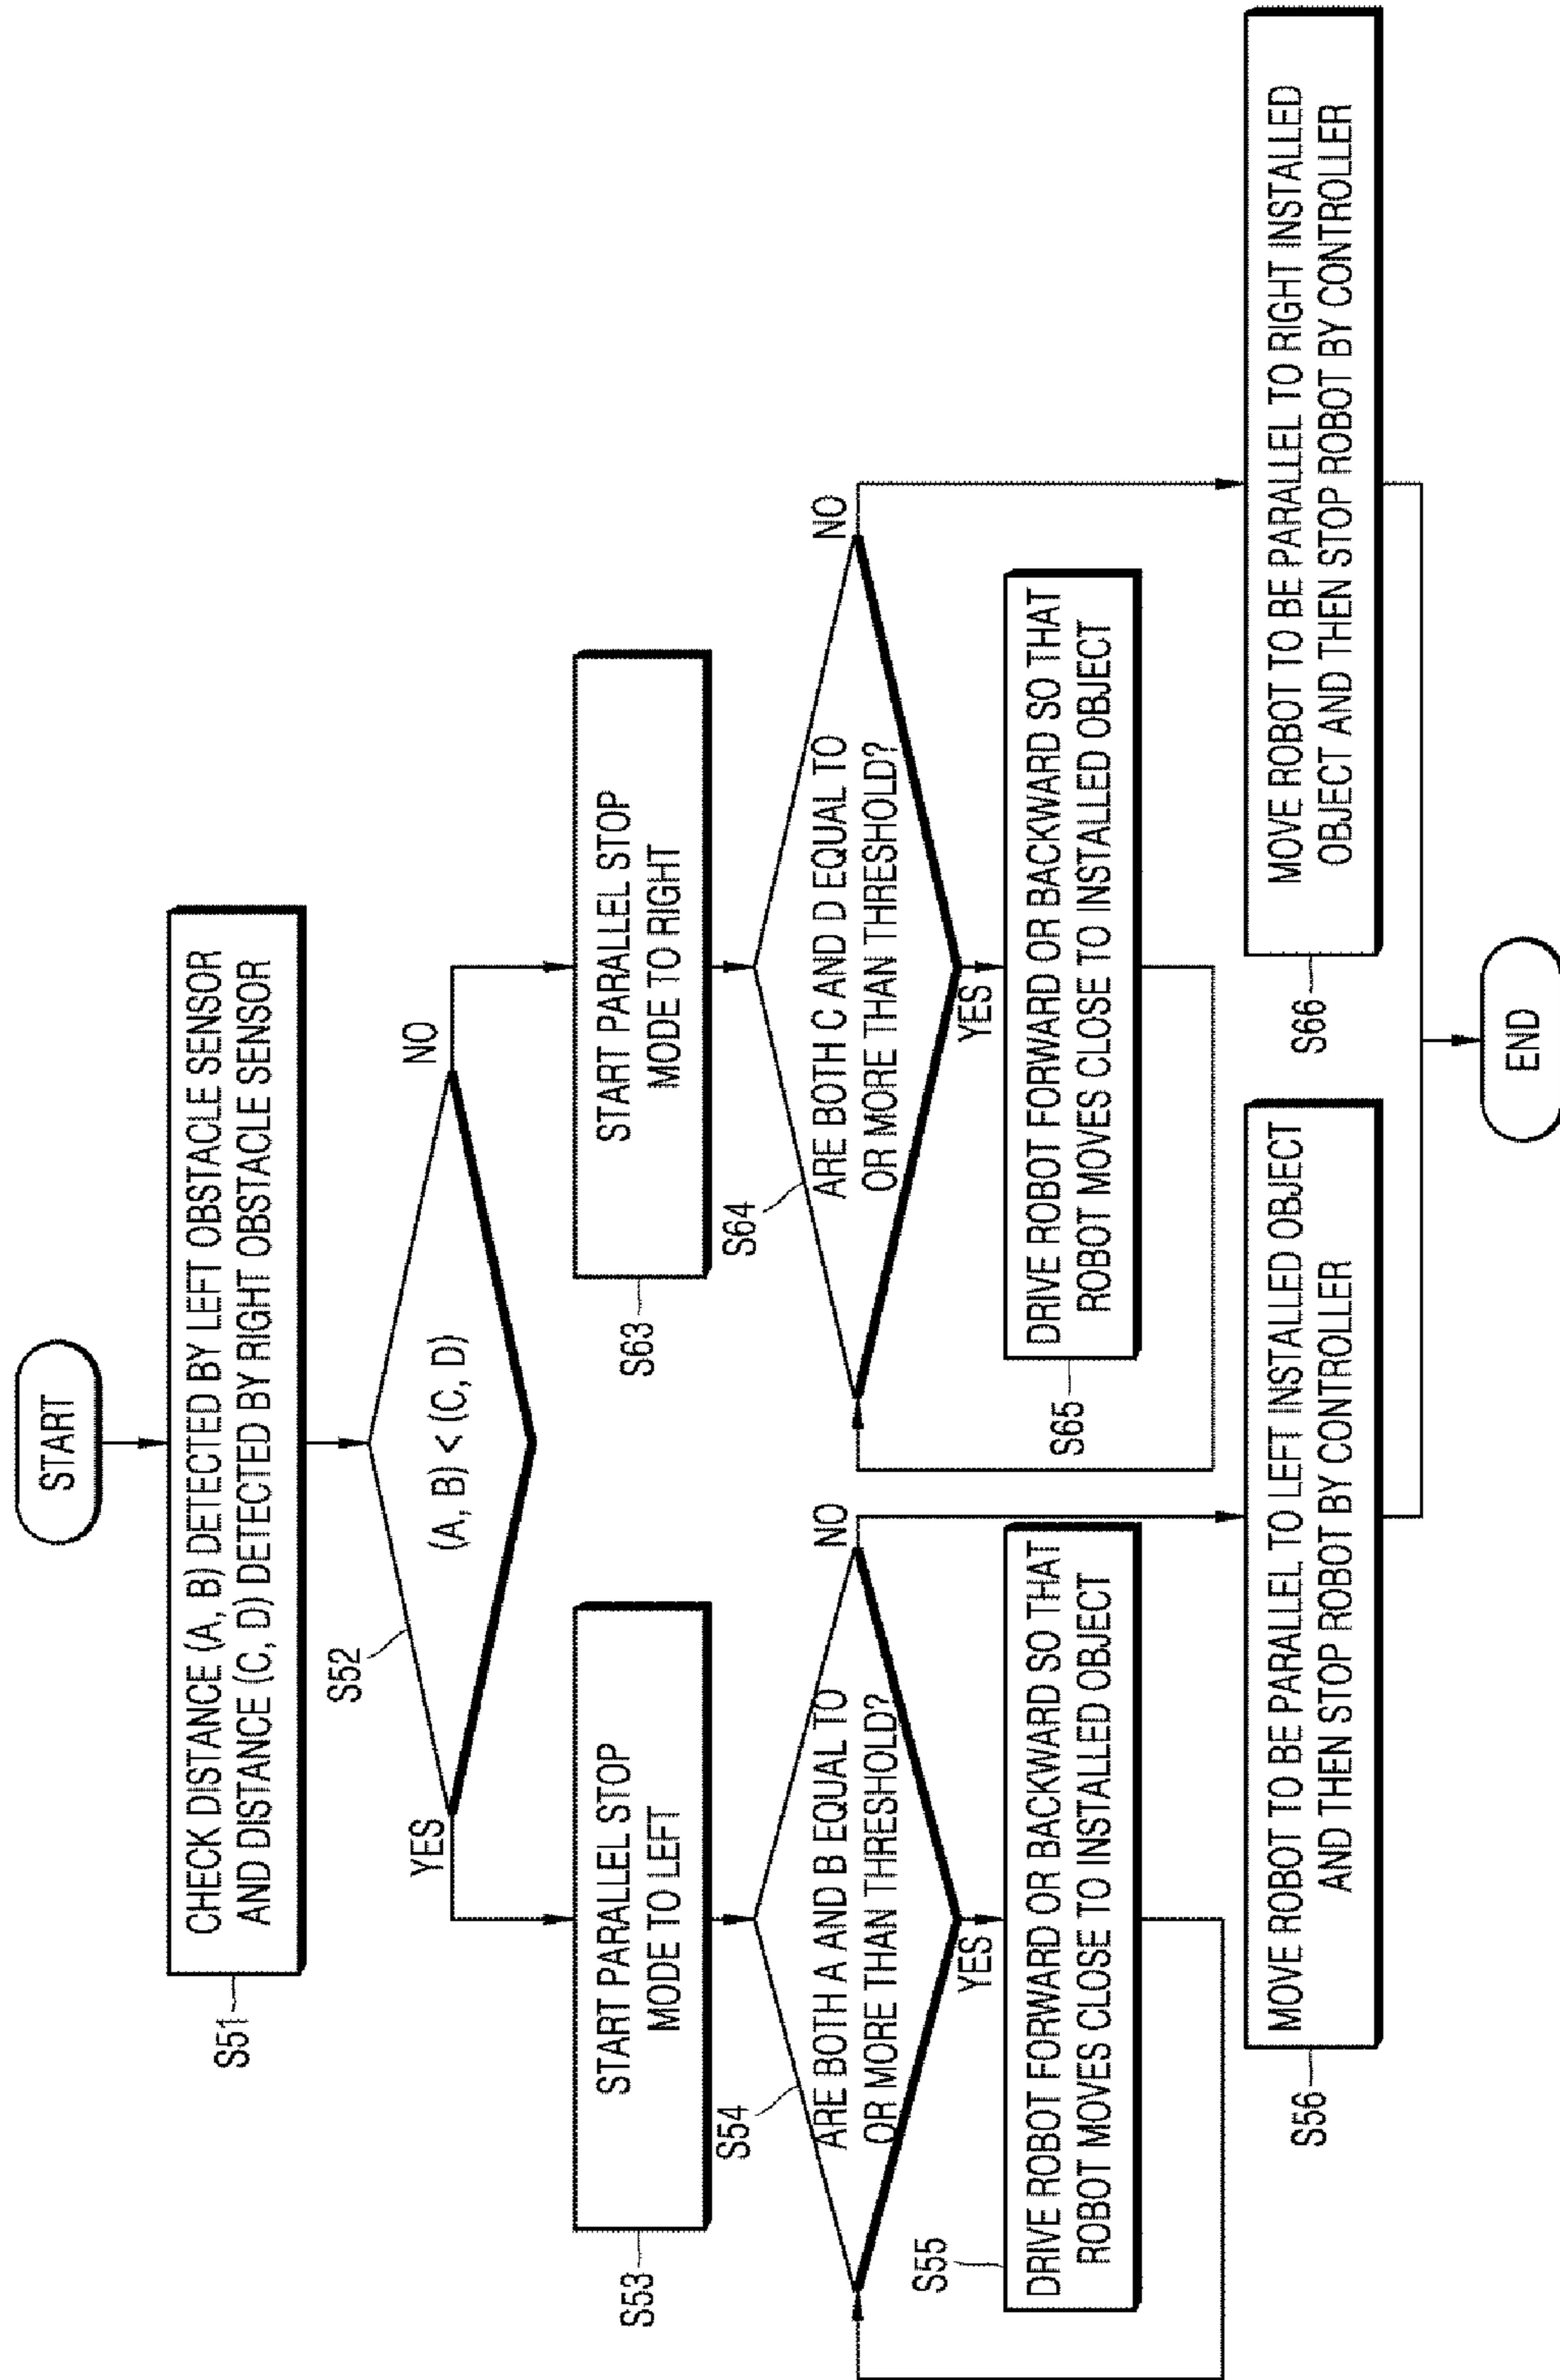 START
CHECK DISTANCE (A, B) DETECTED BY LEFT OBSTACLE SENSOR
AND DISTANCE (C, D) DETECTED BY RIGHT OBSTACLE SENSOR
S51
S52
(A, B) < (C, D)
YES
NO
START PARALLEL STOP
MODE TO LEFT
S53
S54
ARE BOTH A AND B EQUAL TO
OR MORE THAN THRESHOLD?
NO
YES
S55
DRIVE ROBOT FORWARD OR BACKWARD SO THAT
ROBOT MOVES CLOSE TO INSTALLED OBJECT
MOVE ROBOT TO BE PARALLEL TO LEFT INSTALLED OBJECT
AND THEN STOP ROBOT BY CONTROLLER
S56
START PARALLEL STOP
MODE TO RIGHT
S63
S64
ARE BOTH C AND D EQUAL TO
OR MORE THAN THRESHOLD?
NO
YES
DRIVE ROBOT FORWARD OR BACKWARD SO THAT
ROBOT MOVES CLOSE TO INSTALLED OBJECT
S65
MOVE ROBOT TO BE PARALLEL TO RIGHT INSTALLED
OBJECT AND THEN STOP ROBOT BY CONTROLLER
S66
END